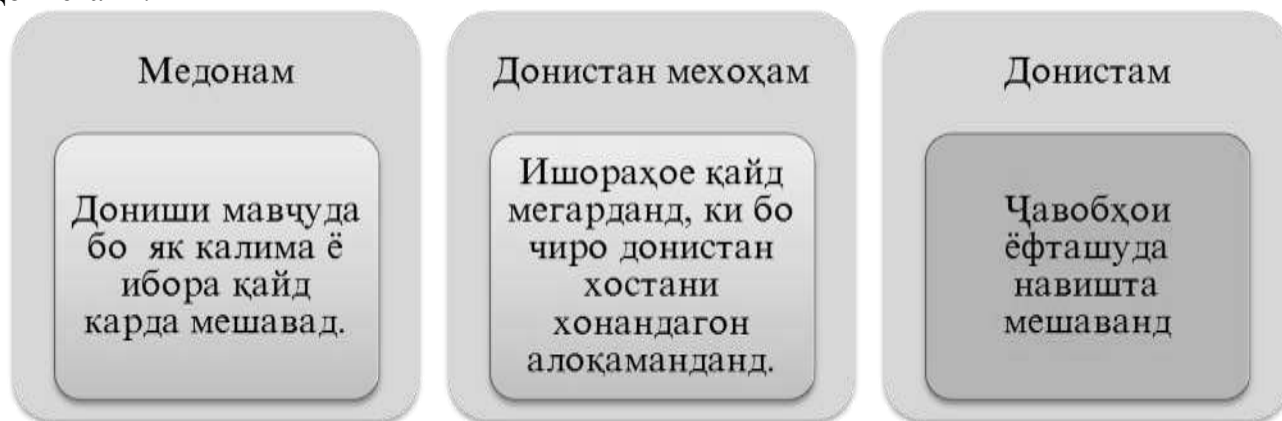 Медонам
Дониши мавҷуда
бо як калима ё
ибора қайд
карда мешавад.
Донистан мехоҳам
Ишораҳое қайд
мегарданд, ки бо
чиро донистан
хостани
хонандагон
алоқаманданд.
Донистам
Ҷавобҳои
ёфташуда
навишта
мешаванд